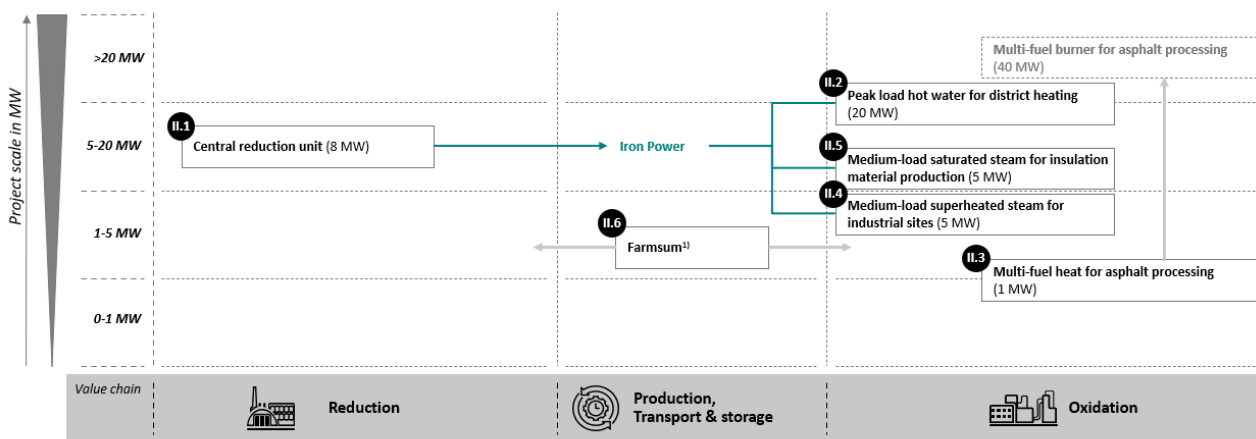 Project scale in MW
>20 MW
Multi-fuel burner for asphalt processing
(40 MW)
II.2
Peak load hot water for district heating
(20 MW)
II.1
5-20 MW
Central reduction unit (8 MW)
Iron Power
II.5
Medium-load saturated steam for insulation
material production (5 MW)
II.4
Medium-load superheated steam for
industrial sites (5 MW)
1-5 MW
II.6
Farmsum¹⁾
II.3
Multi-fuel heat for asphalt processing
(1 MW)
0-1 MW
Value chain
Reduction
Production,
Transport & storage
Oxidation